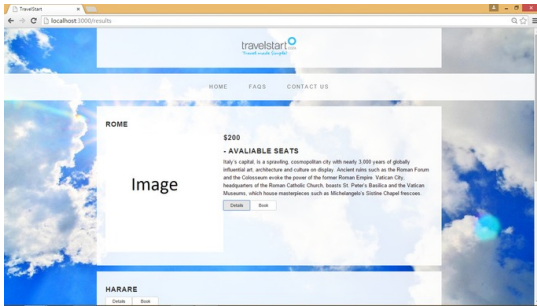 TravelStart
localhost:3000/results
travelstart
Travel made Simple!
HOME FAQS CONTACT US
ROME
$200
- AVALIABLE SEATS
Italy's capital, is a sprawling, cosmopolitan city with nearly 3,000 years of globally
influential art, architecture and culture on display. Ancient ruins such as the Roman Forum
and the Colosseum evoke the power of the former Roman Empire. Vatican City,
headquarters of the Roman Catholic Church, boasts St. Peter's Basilica and the Vatican
Museums, which house masterpieces such as Michelangelo's Sistine Chapel frescoes.
Image
Details Book
HARARE
Details Book